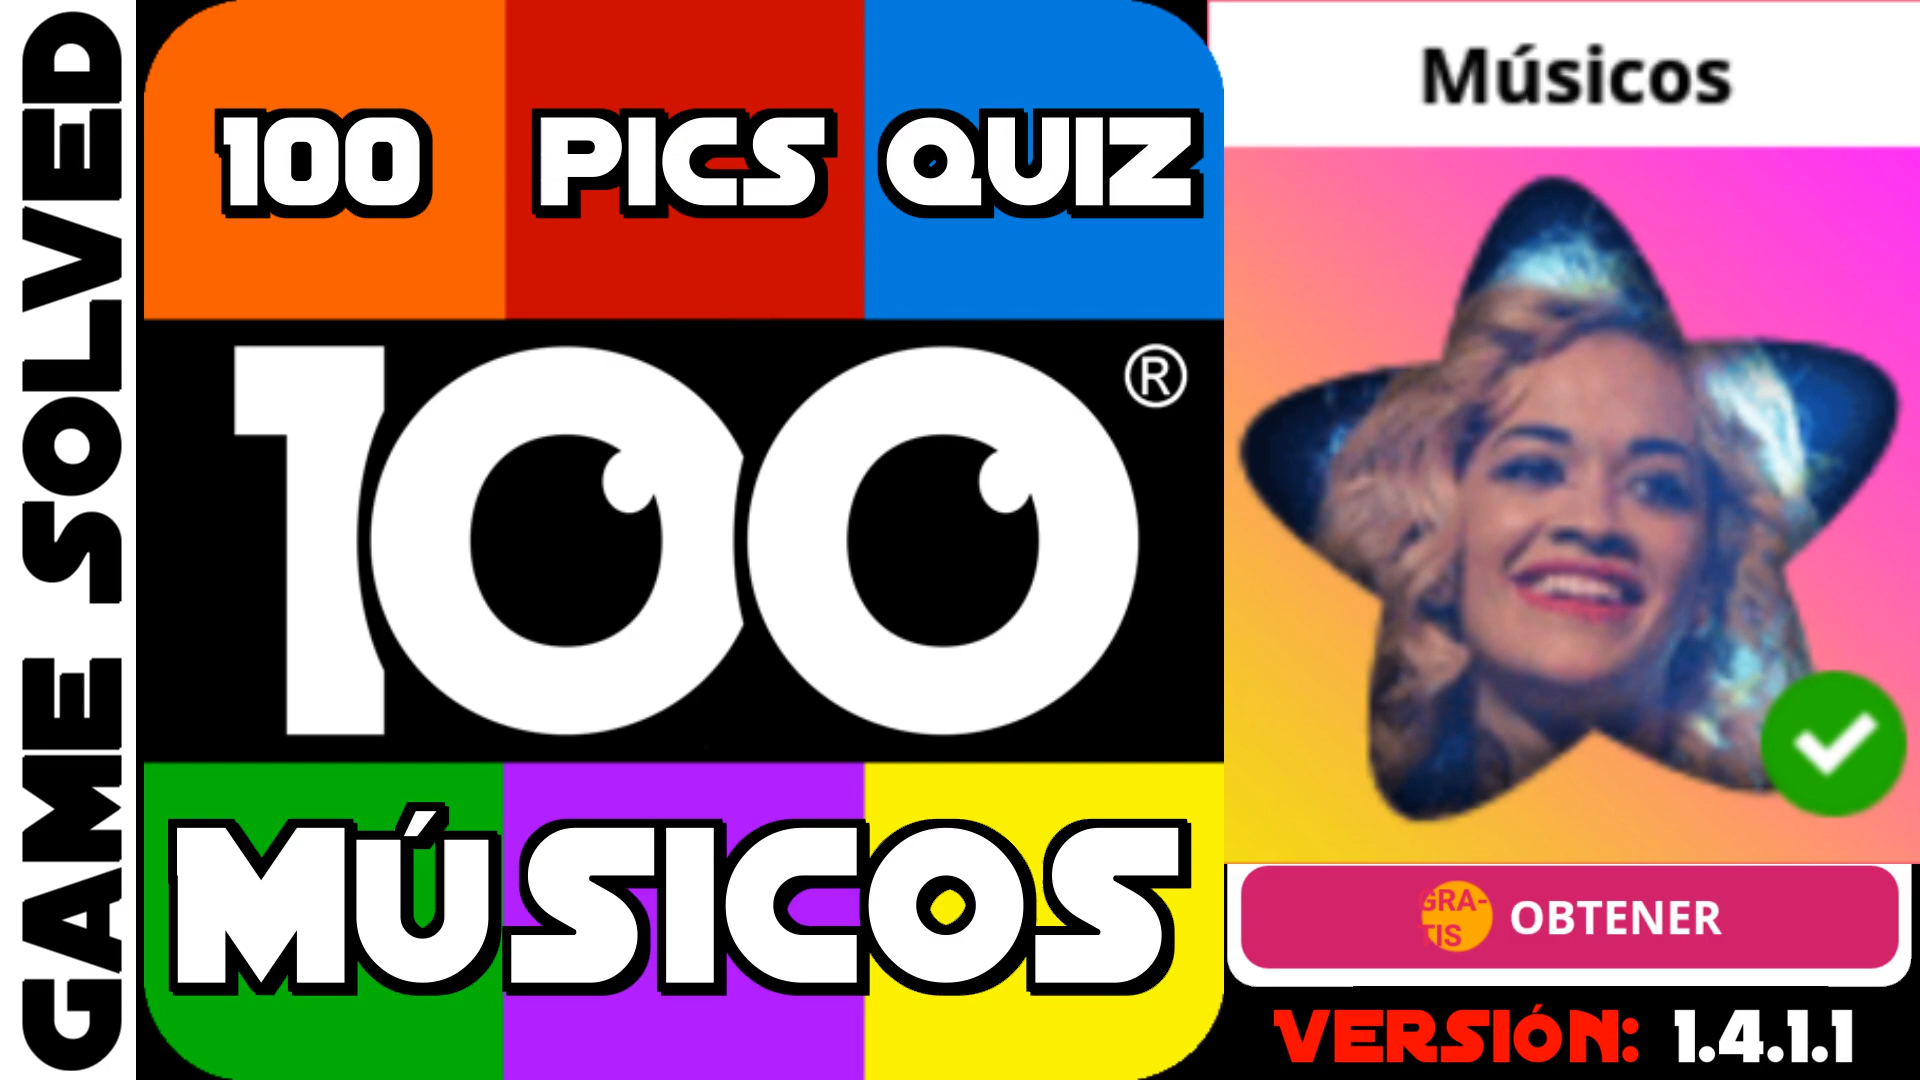 GAME SOLVED
100 PICS QUIZ
100®
MÚSICOS
Músicos
GRA-
TIS
OBTENER
VERSIÓN: 1.4.1.1